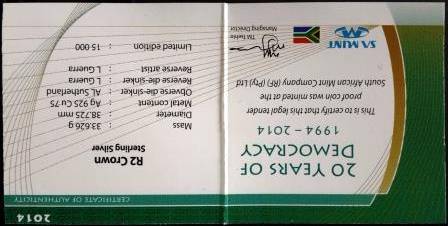 2014
CERTIFICATE OF AUTHENTICITY
20 YEARS OF
DEMOCRACY
1994 - 2014
This is to certify that this legal tender
proof coin was minted at the
South African Mint Company (RF) (Pty) Ltd
TM Twhile
Managing Director
SA MINT
R2 Crown
Sterling Silver
Mass : 33.626 g
Diameter : 38.725 mm
Metal content : Ag 925 Cu 75
Obverse die-sinker : AL Sutherland
Reverse die-sinker : L Guerra
Reverse artist : L Guerra
Limited edition : 15 000